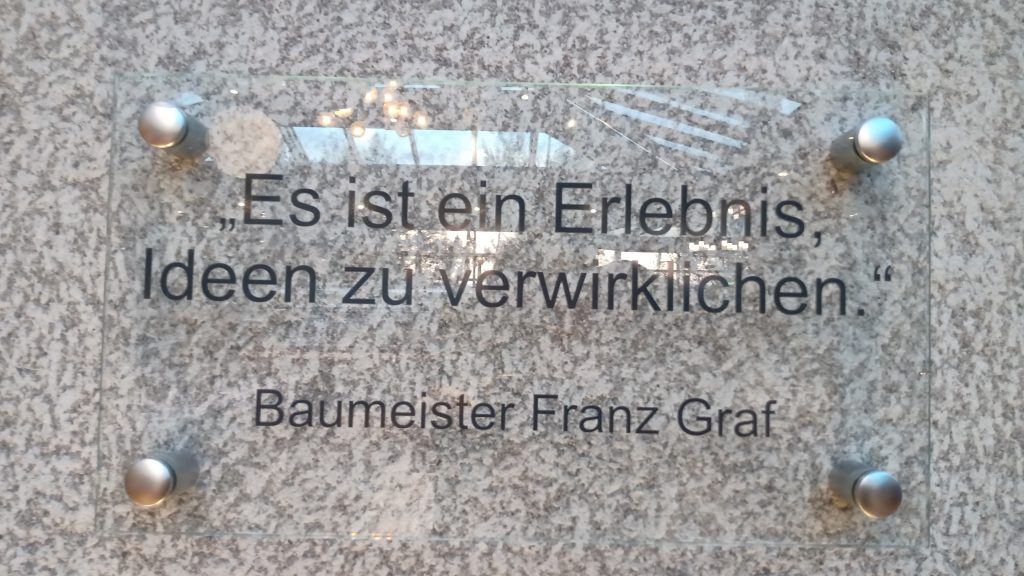 „Es ist ein Erlebnis,
Ideen zu verwirklichen.“
Baumeister Franz Graf